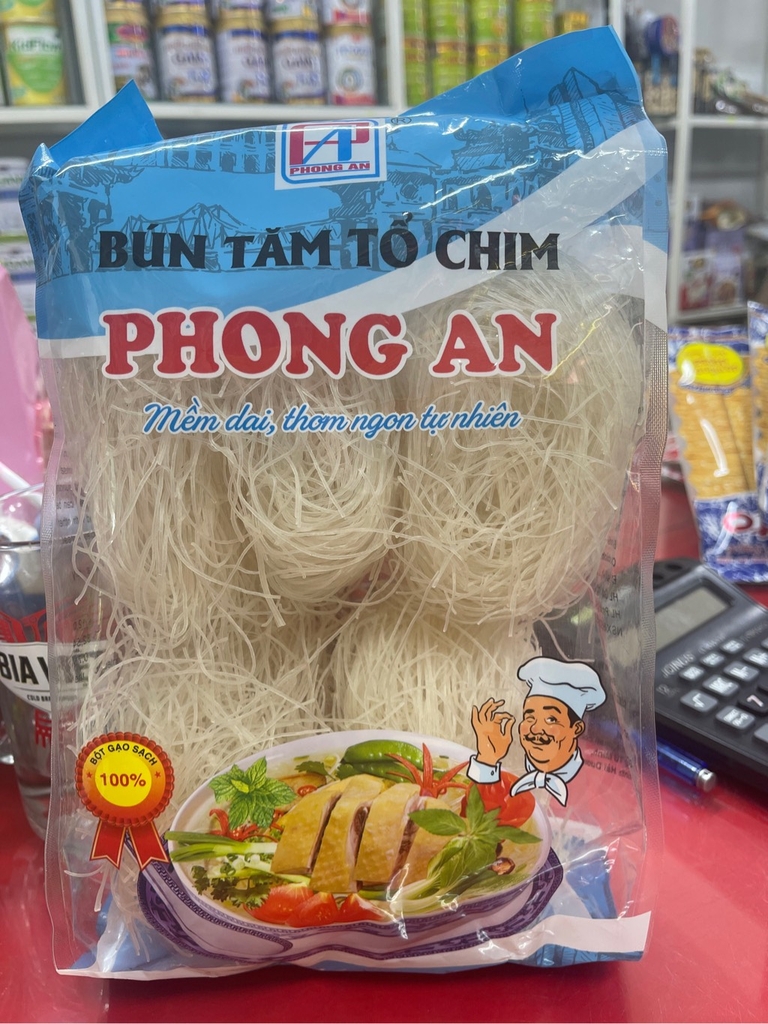 PHONG AN
BÚN TĂM TỔ CHIM
PHONG AN
Mềm dai, thơm ngon tự nhiên
BỘT GẠO SẠCH
100%
BIA